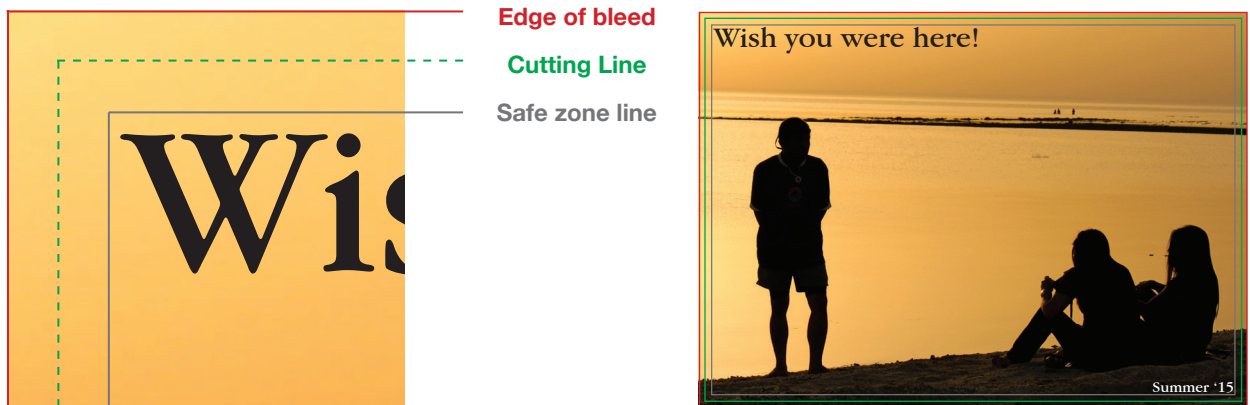 Edge of bleed
Cutting Line
Safe zone line
Wis
Wish you were here!
Summer ‘15